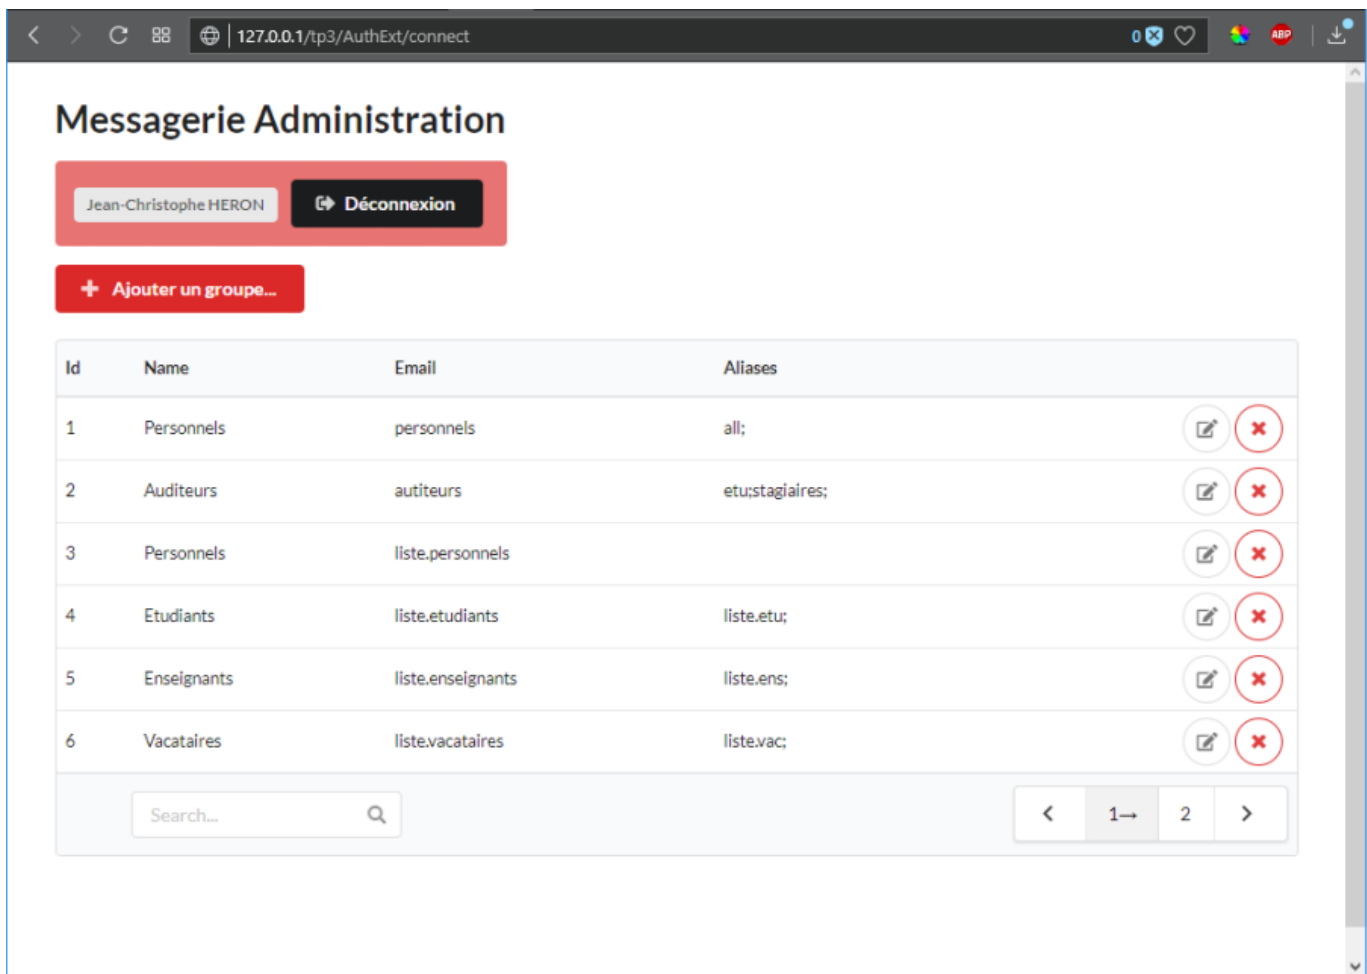 127.0.0.1/tp3/AuthExt/connect 0 ABP
Messagerie Administration
Jean-Christophe HERON Déconnexion
Ajouter un groupe...
Id Name Email Aliases
1 Personnels personnels all;
2 Auditeurs autiteurs etu;stagiaires;
3 Personnels liste.personnels
4 Etudiants liste.etudiants liste.etu;
5 Enseignants liste.enseignants liste.ens;
6 Vacataires liste.vacataires liste.vac;
Search... 1→ 2